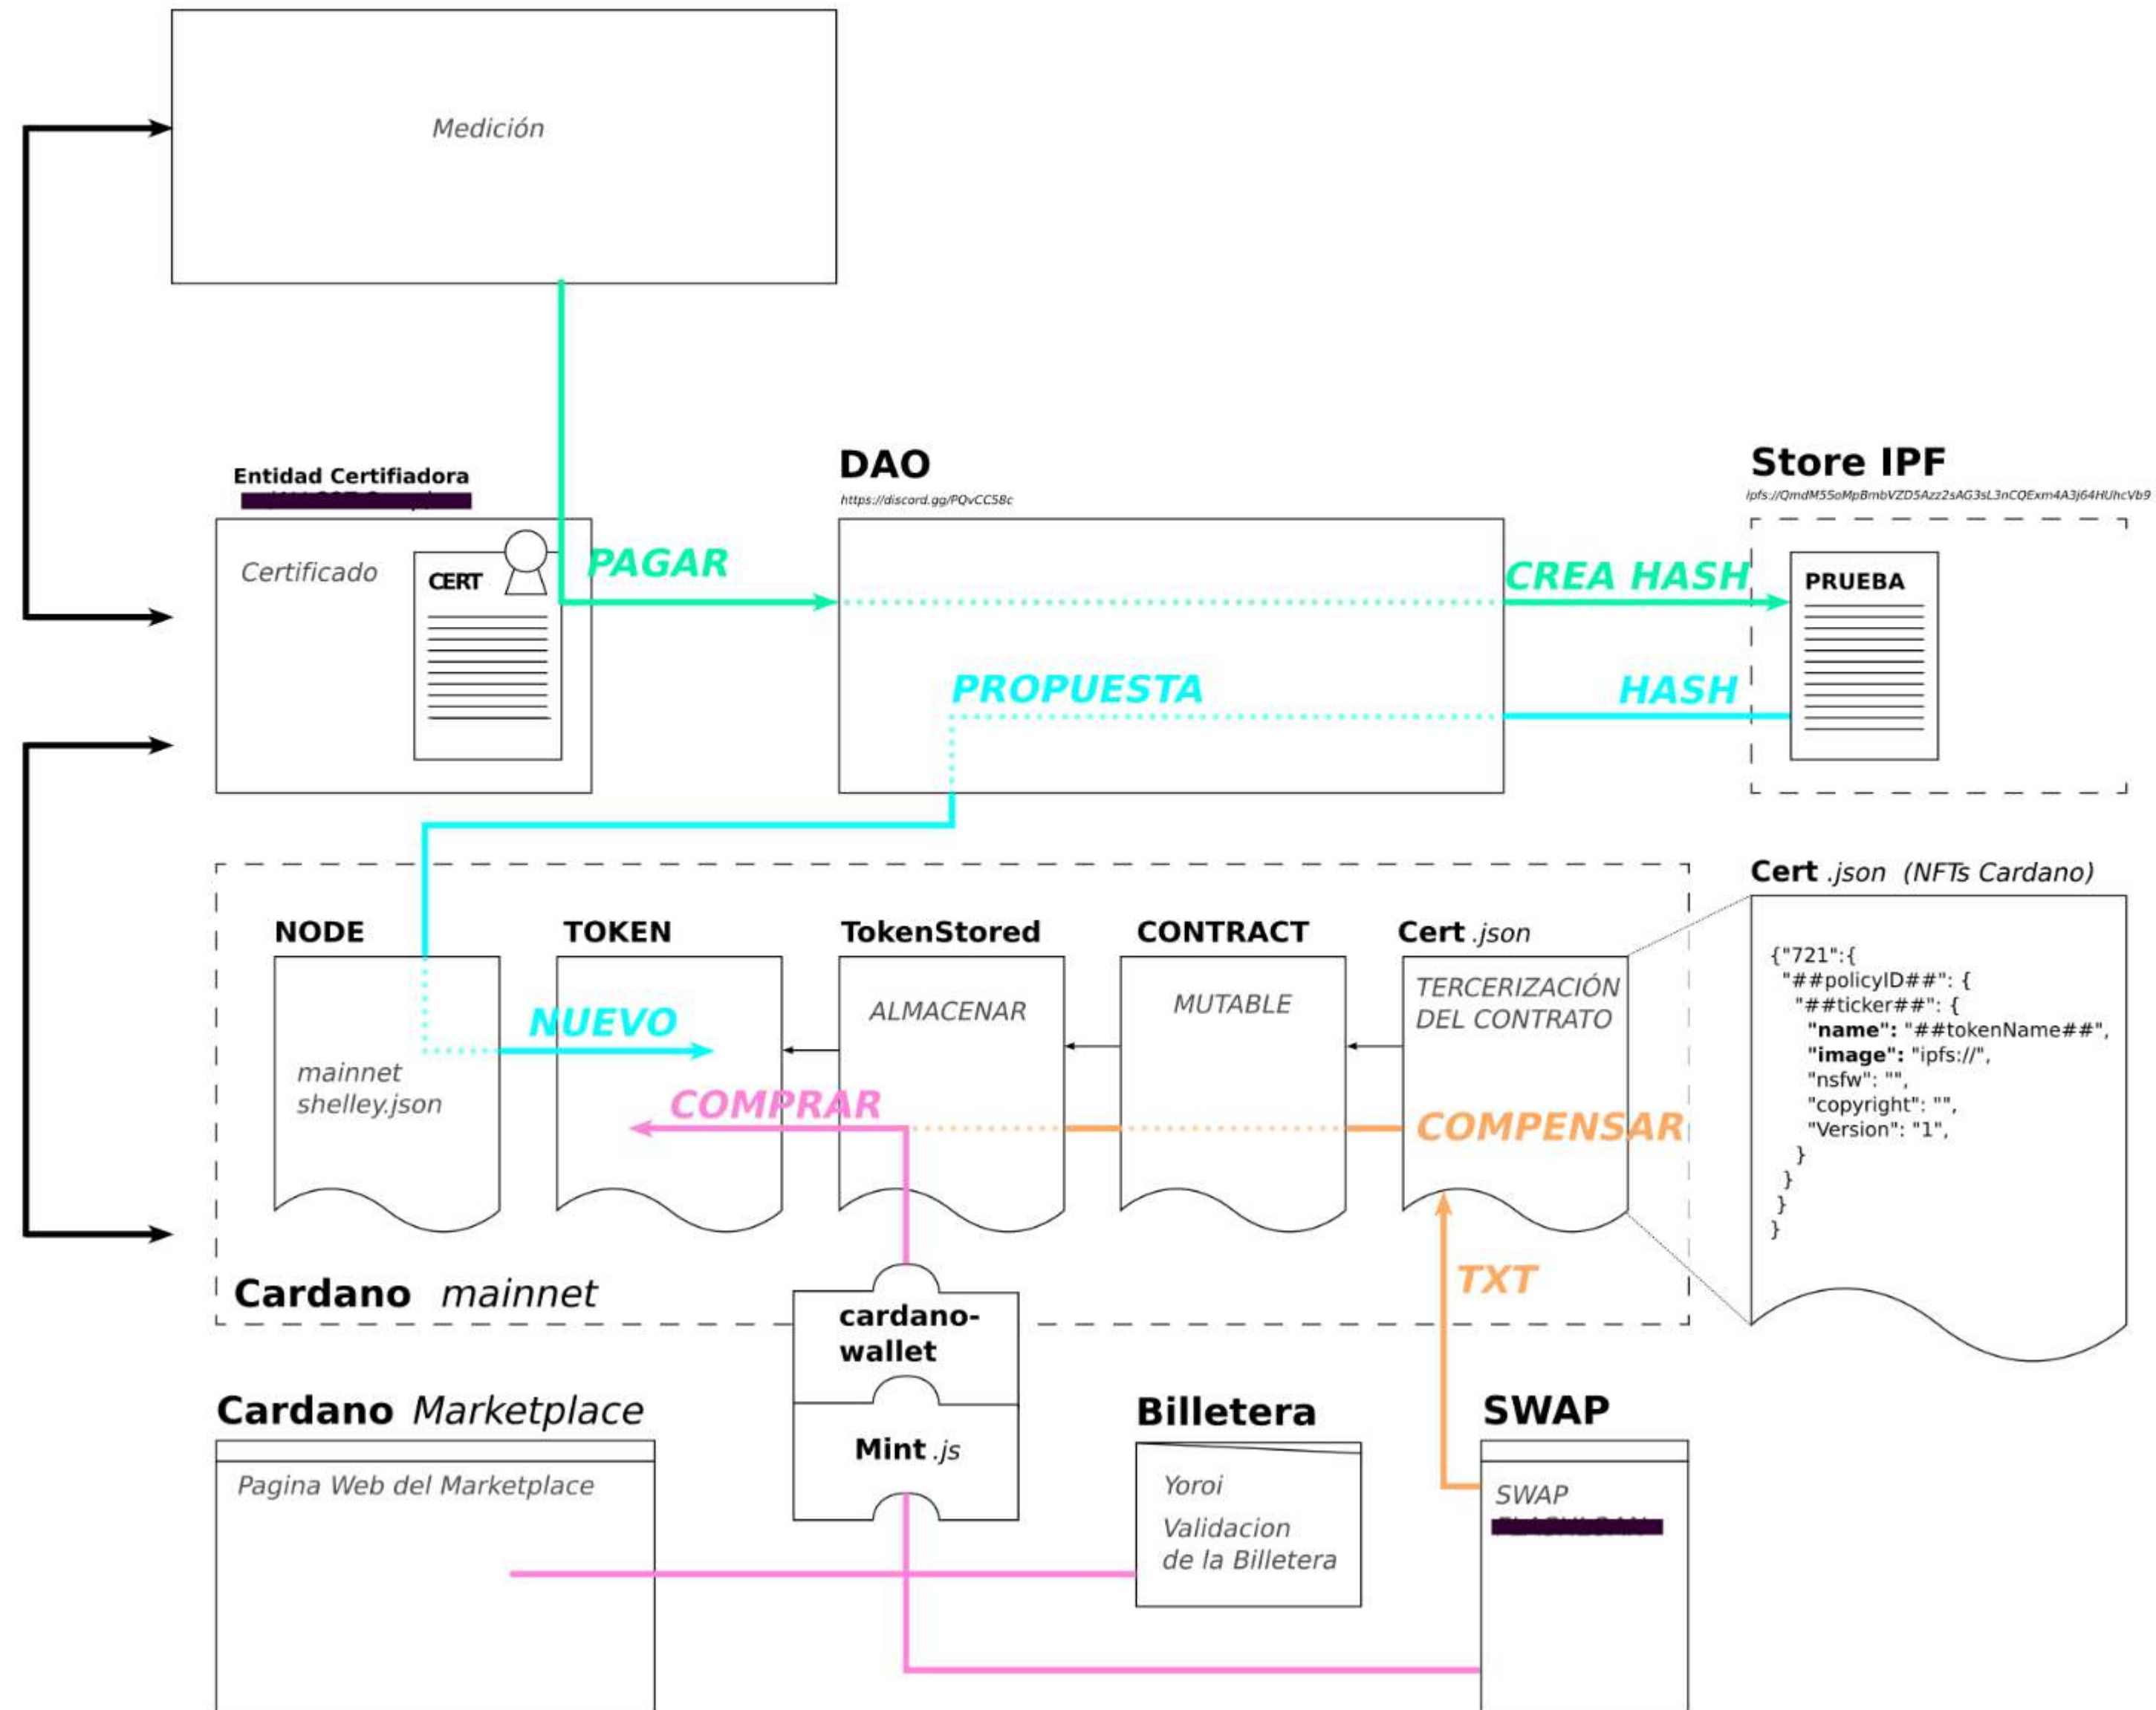 Medición
Entidad Certifiadora
Certificado
CERT
PAGAR
DAO
https://discord.gg/PQvCC58c
CREA HASH
PROPUESTA
HASH
Store IPF
ipfs://QmdM5SoMpBmbVZD5Azz2sAG3sL3nCQExm4A3j64HUhcVb9
PRUEBA
NODE
mainnet
shelley.json
TOKEN
NUEVO
COMPRAR
TokenStored
ALMACENAR
CONTRACT
MUTABLE
Cert .json
TERCERIZACIÓN
DEL CONTRATO
COMPENSAR
TXT
Cardano mainnet
Cert .json (NFTs Cardano)
{"721":{
"##policyID##": {
"##ticker##": {
"name": "##tokenName##",
"image": "ipfs://",
"nsfw": "",
"copyright": "",
"Version": "1",
}
}
}
}
cardano-
wallet
Mint .js
Cardano Marketplace
Pagina Web del Marketplace
Billetera
Yoroi
Validacion
de la Billetera
SWAP
SWAP